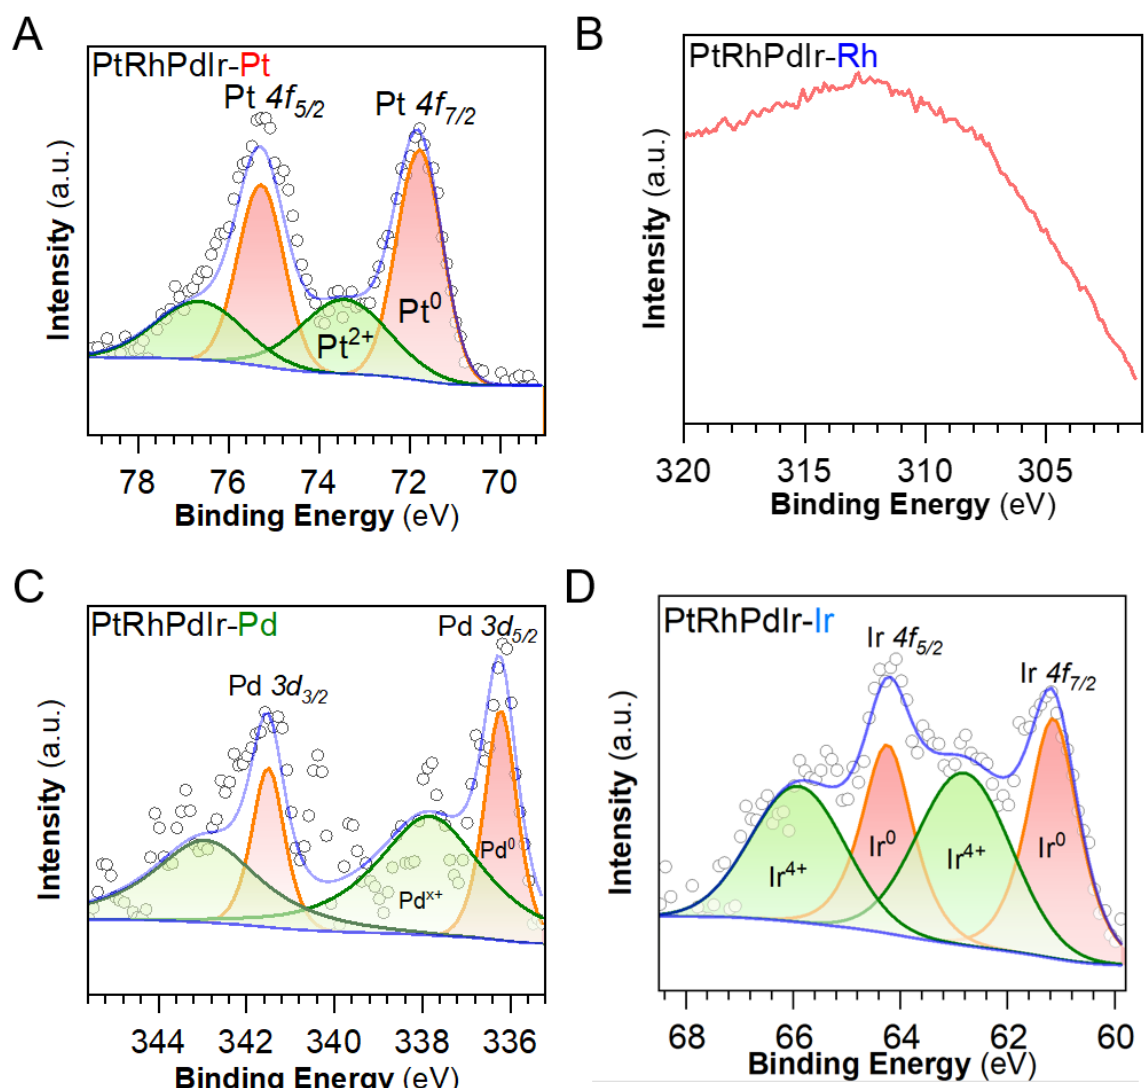 A
PtRhPdIr-Pt
Pt 4f5/2
Pt 4f7/2
Pt0
Pt2+
Intensity (a.u.)
78 76 74 72 70
Binding Energy (eV)
B
PtRhPdIr-Rh
Intensity (a.u.)
320 315 310 305
Binding Energy (eV)
C
PtRhPdIr-Pd
Pd 3d5/2
Pd 3d3/2
Pd0
Pdx+
Intensity (a.u.)
344 342 340 338 336
Binding Energy (eV)
D
PtRhPdIr-Ir
Ir 4f5/2
Ir 4f7/2
Ir4+
Ir0
Ir4+
Ir0
Intensity (a.u.)
68 66 64 62 60
Binding Energy (eV)